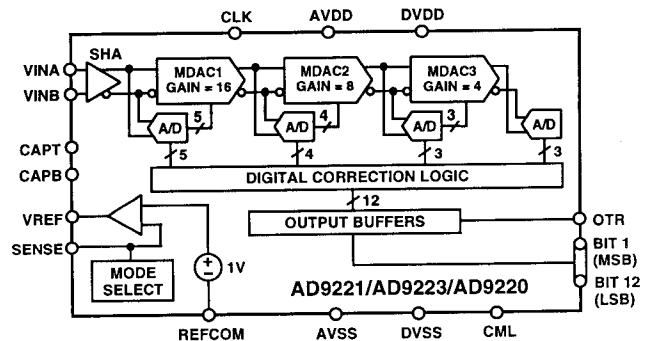 CLK AVDD DVDD
SHA
VINA
VINB
MDAC1
GAIN = 16
MDAC2
GAIN = 8
MDAC3
GAIN = 4
A/D
5
A/D
4
A/D
3
A/D
5
4
3
3
CAPT
CAPB
DIGITAL CORRECTION LOGIC
12
VREF
OUTPUT BUFFERS
OTR
SENSE
BIT 1
(MSB)
MODE
SELECT
+
−
1V
BIT 12
(LSB)
AD9221/AD9223/AD9220
REFCOM AVSS DVSS CML